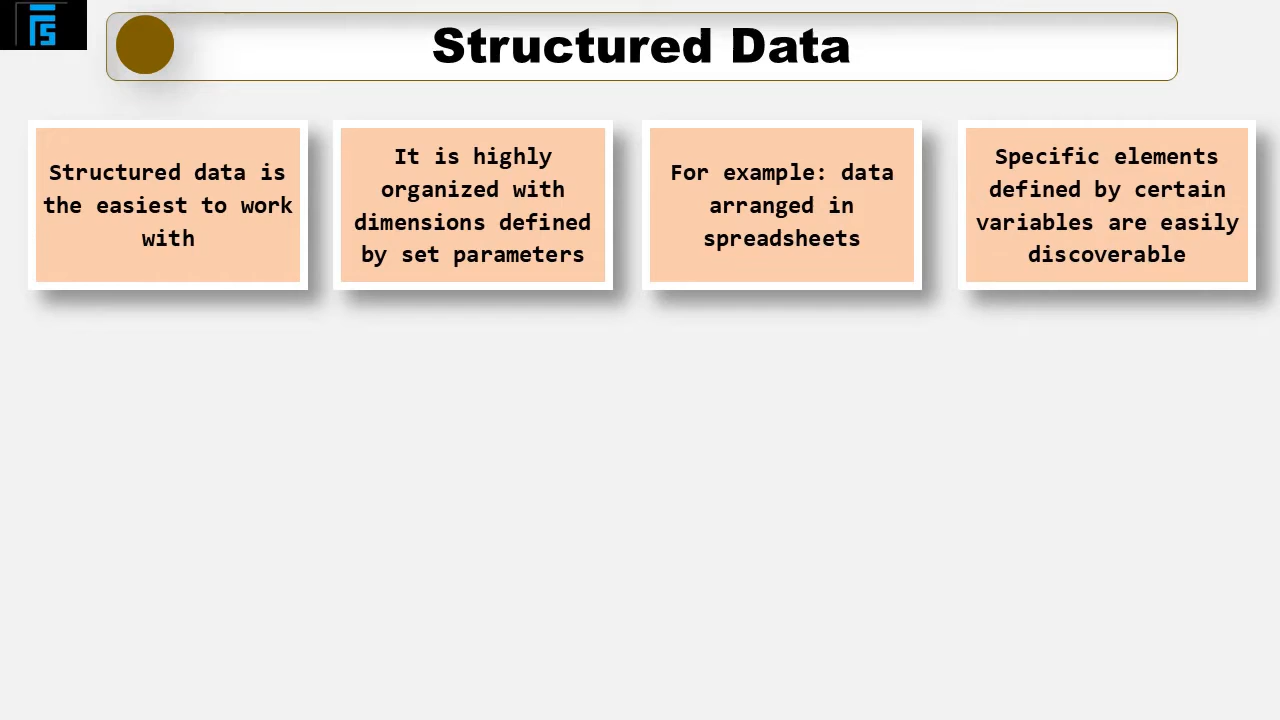 Structured Data
Structured data is
the easiest to work
with
It is highly
organized with
dimensions defined
by set parameters
For example: data
arranged in
spreadsheets
Specific elements
defined by certain
variables are easily
discoverable